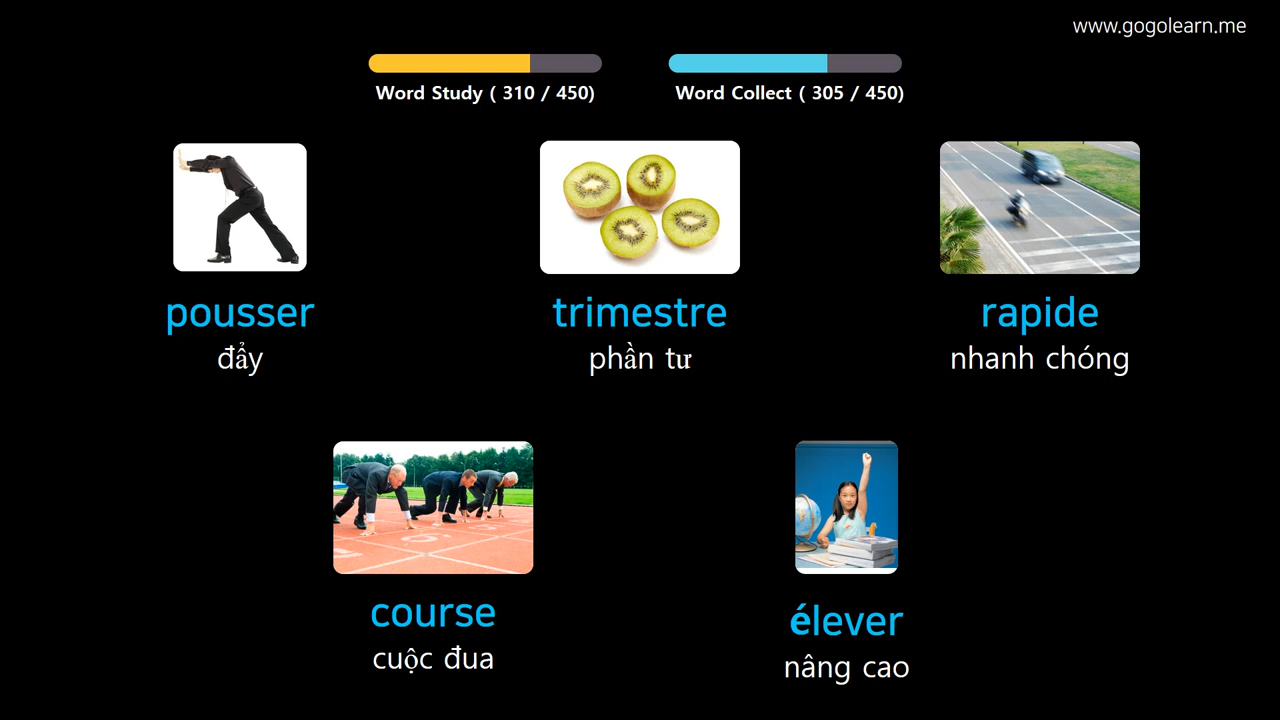 www.gogolearn.me
Word Study ( 310 / 450)
Word Collect ( 305 / 450)
pousser
đẩy
trimestre
phần tư
rapide
nhanh chóng
course
cuộc đua
élever
nâng cao